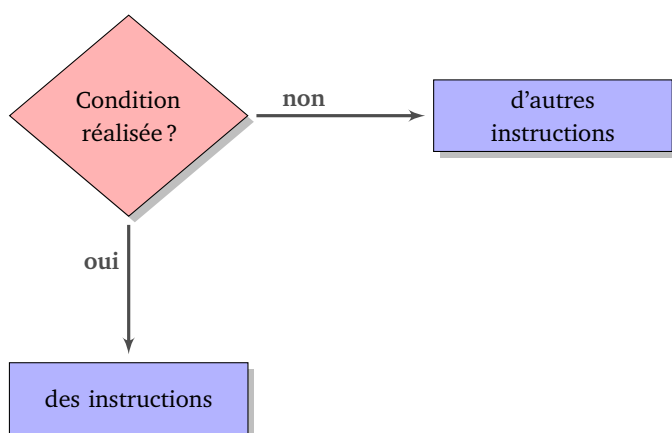 Condition
réalisée ?
non
d'autres
instructions
oui
des instructions